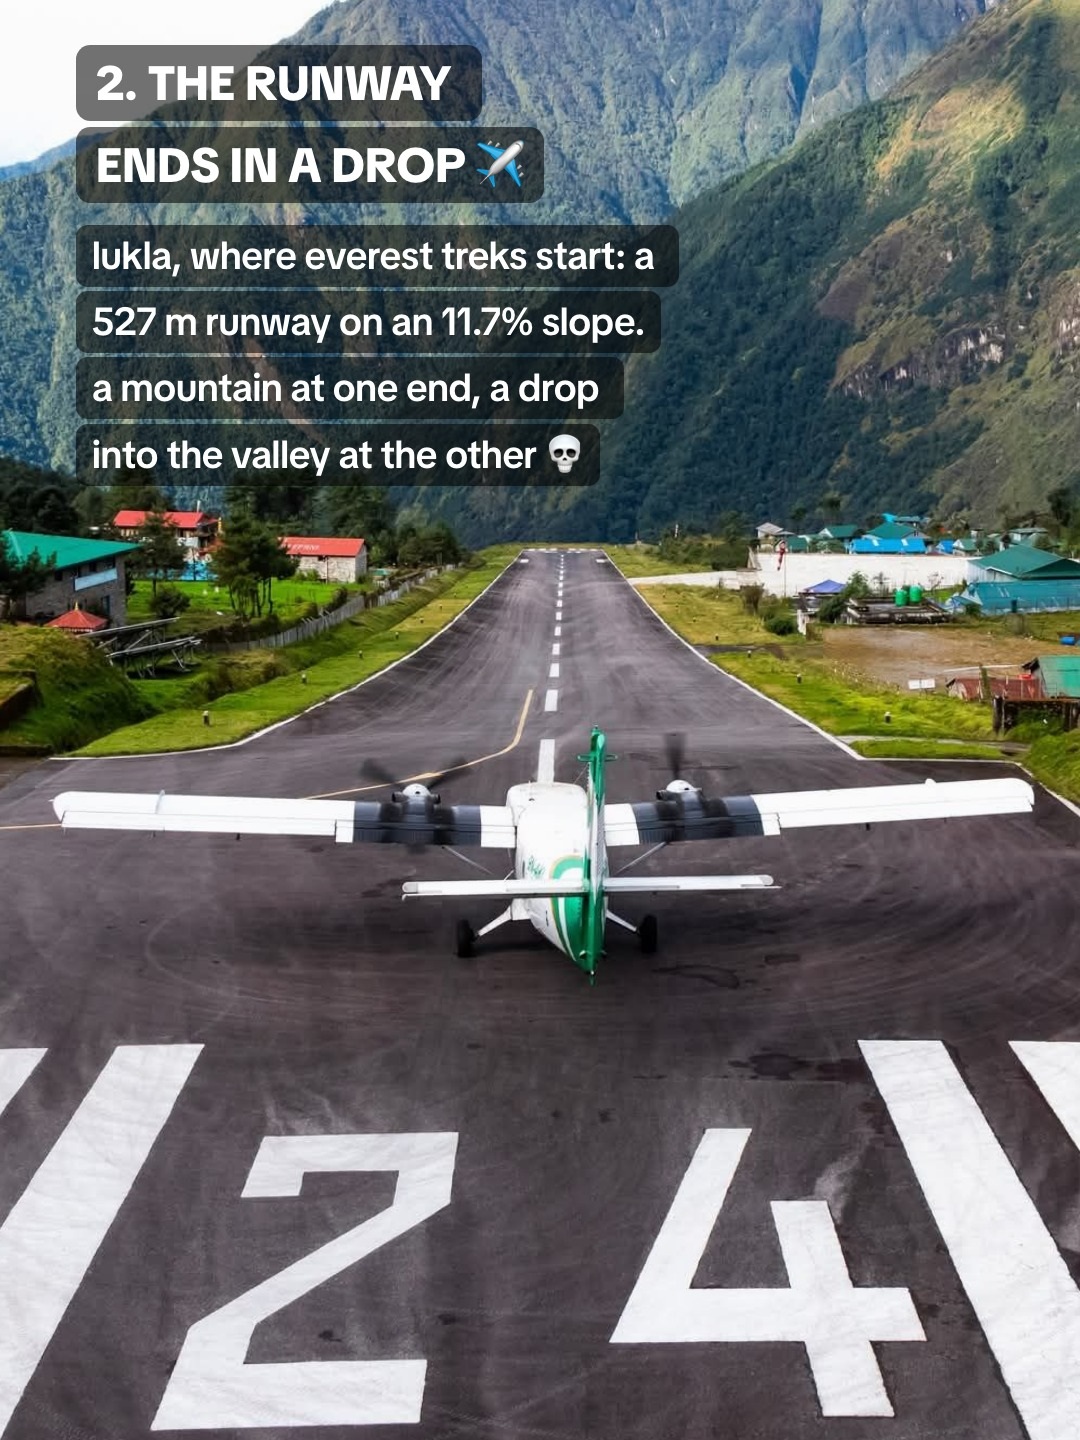 2. THE RUNWAY
ENDS IN A DROP ✈️
lukla, where everest treks start: a
527 m runway on an 11.7% slope.
a mountain at one end, a drop
into the valley at the other 💀
24